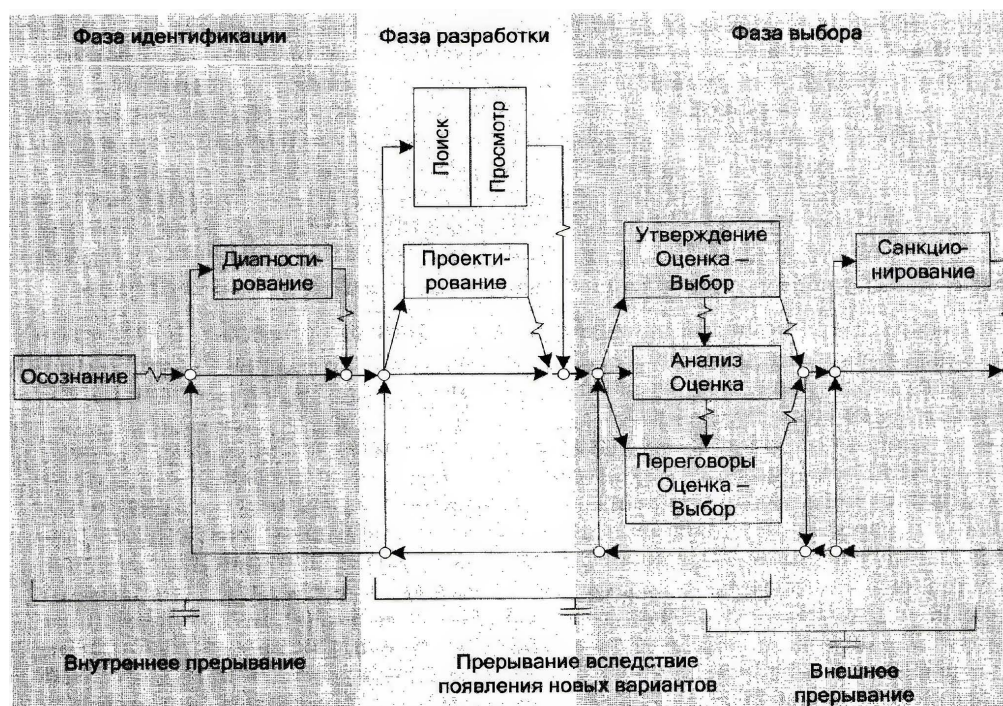 Фаза идентификации
Фаза разработки
Фаза выбора
Поиск
Просмотр
Диагности-
рование
Проекти-
рование
Утверждение
Оценка –
Выбор
Санкцио-
нирование
Осознание
Анализ
Оценка
Переговоры
Оценка –
Выбор
Внутреннее прерывание
Прерывание вследствие
появления новых вариантов
Внешнее
прерывание